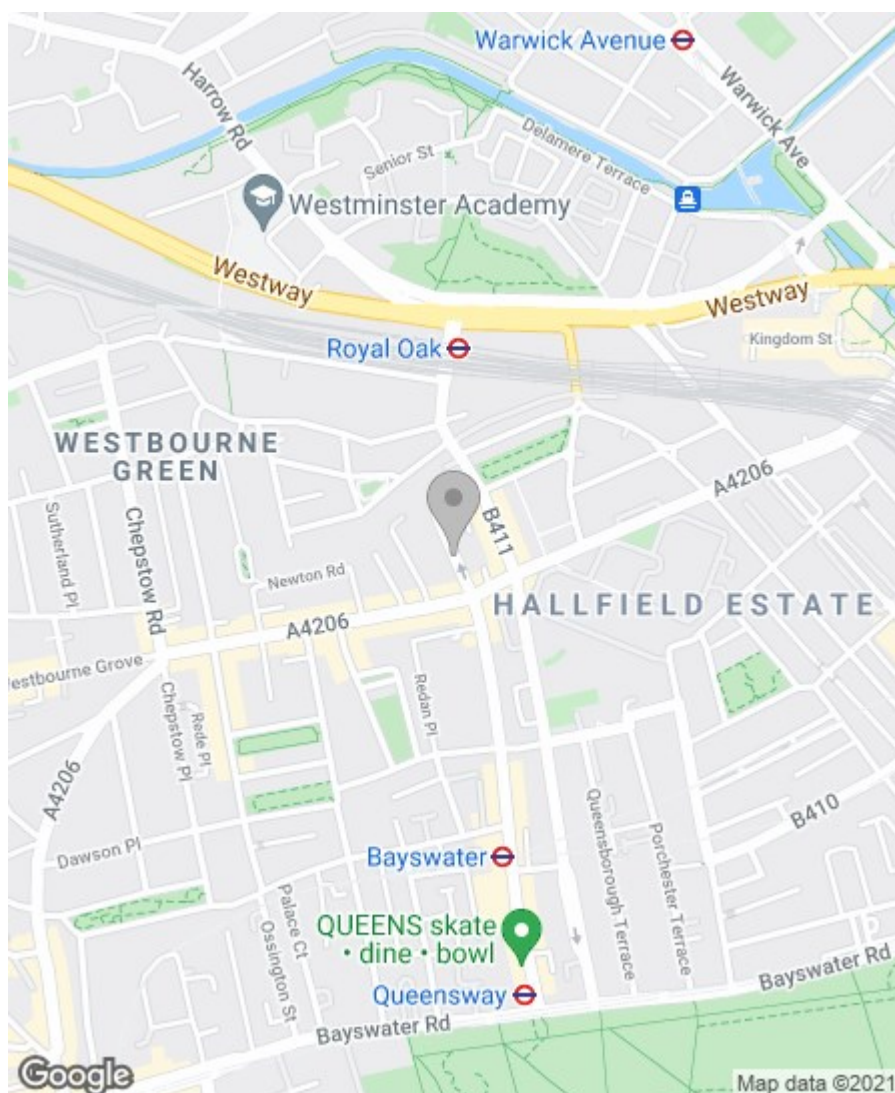 Warwick Avenue
Harrow Rd
Warwick Ave
Delamere Terrace
Senior St
Westminster Academy
Westway
Westway
Kingdom St
Royal Oak
WESTBOURNE
GREEN
A4206
Sutherland Pl
Chepstow Rd
B411
Newton Rd
HALLFIELD ESTATE
A4206
Westbourne Grove
Redan Pl
Chepstow Pl
Rede Pl
A4206
Queensborough Terrace
Porchester Terrace
B410
Dawson Pl
Bayswater
Palace Ct
Ossington St
QUEENS skate
• dine • bowl
Queensway
Bayswater Rd
Bayswater Rd
Google
Map data ©2021